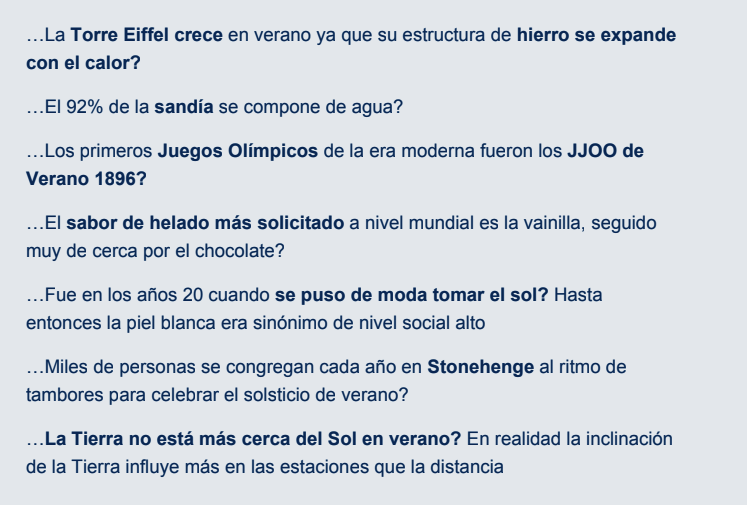 …La Torre Eiffel crece en verano ya que su estructura de hierro se expande
con el calor?
…El 92% de la sandía se compone de agua?
…Los primeros Juegos Olímpicos de la era moderna fueron los JJOO de
Verano 1896?
…El sabor de helado más solicitado a nivel mundial es la vainilla, seguido
muy de cerca por el chocolate?
…Fue en los años 20 cuando se puso de moda tomar el sol? Hasta
entonces la piel blanca era sinónimo de nivel social alto
…Miles de personas se congregan cada año en Stonehenge al ritmo de
tambores para celebrar el solsticio de verano?
…La Tierra no está más cerca del Sol en verano? En realidad la inclinación
de la Tierra influye más en las estaciones que la distancia